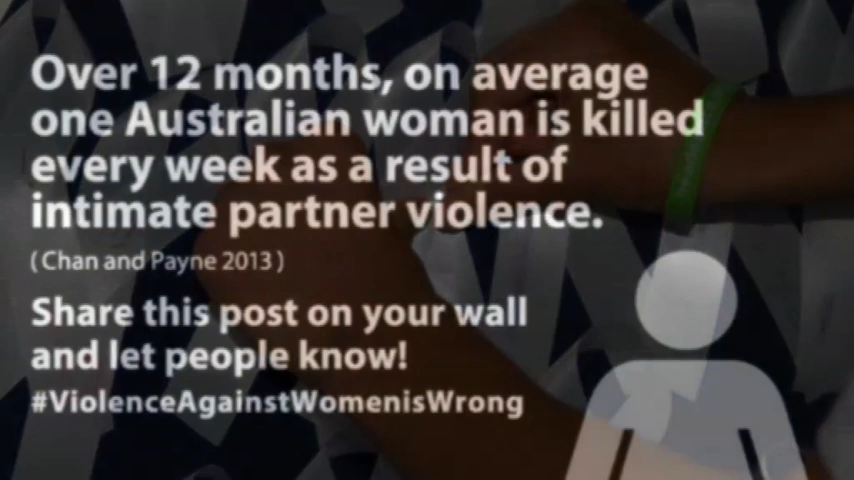 Over 12 months, on average
one Australian woman is killed
every week as a result of
intimate partner violence.
(Chan and Payne 2013)
Share this post on your wall
and let people know!
#ViolenceAgainstWomenisWrong